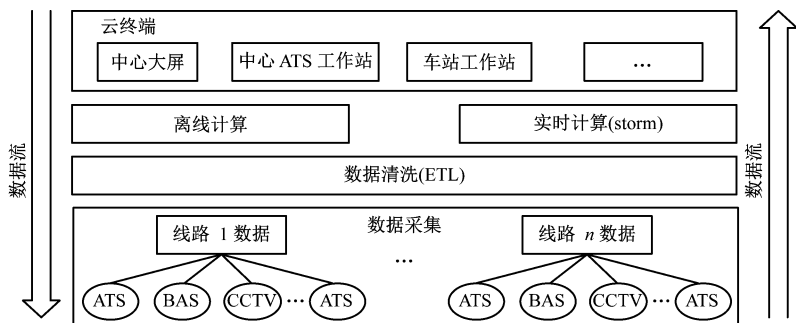 云终端
中心大屏
中心 ATS 工作站
车站工作站
…
离线计算
实时计算(storm)
数据流
数据流
数据清洗(ETL)
数据采集
线路 1 数据
…
线路 n 数据
ATS
BAS
CCTV
…
ATS
ATS
BAS
CCTV
…
ATS